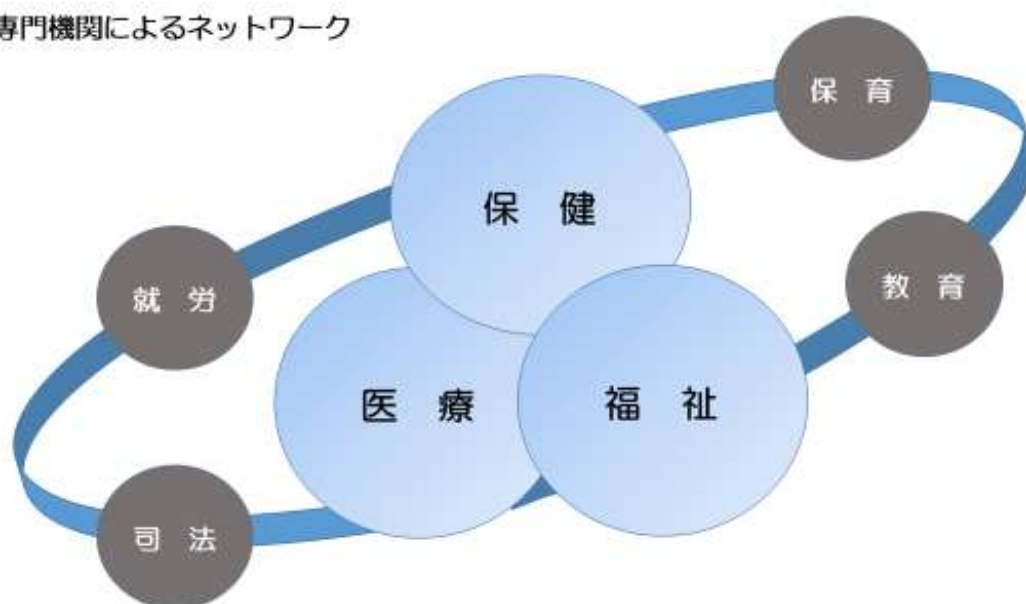 専門機関によるネットワーク
保 育
保 健
教 育
就 労
医 療
福 祉
司 法